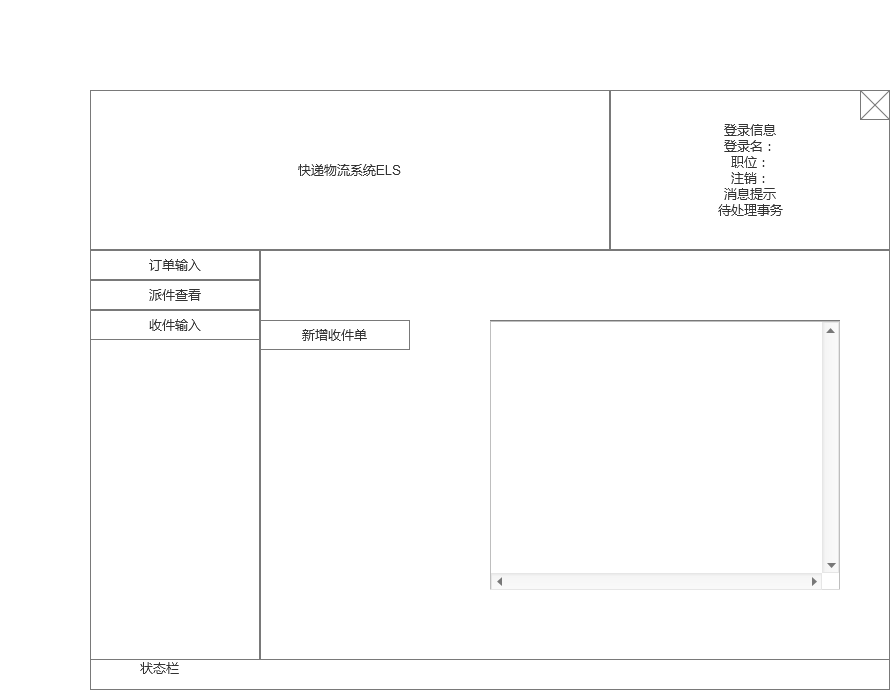 快递物流系统ELS
登录信息
登录名：
职位：
注销：
消息提示
待处理事务
订单输入
派件查看
收件输入
新增收件单
状态栏